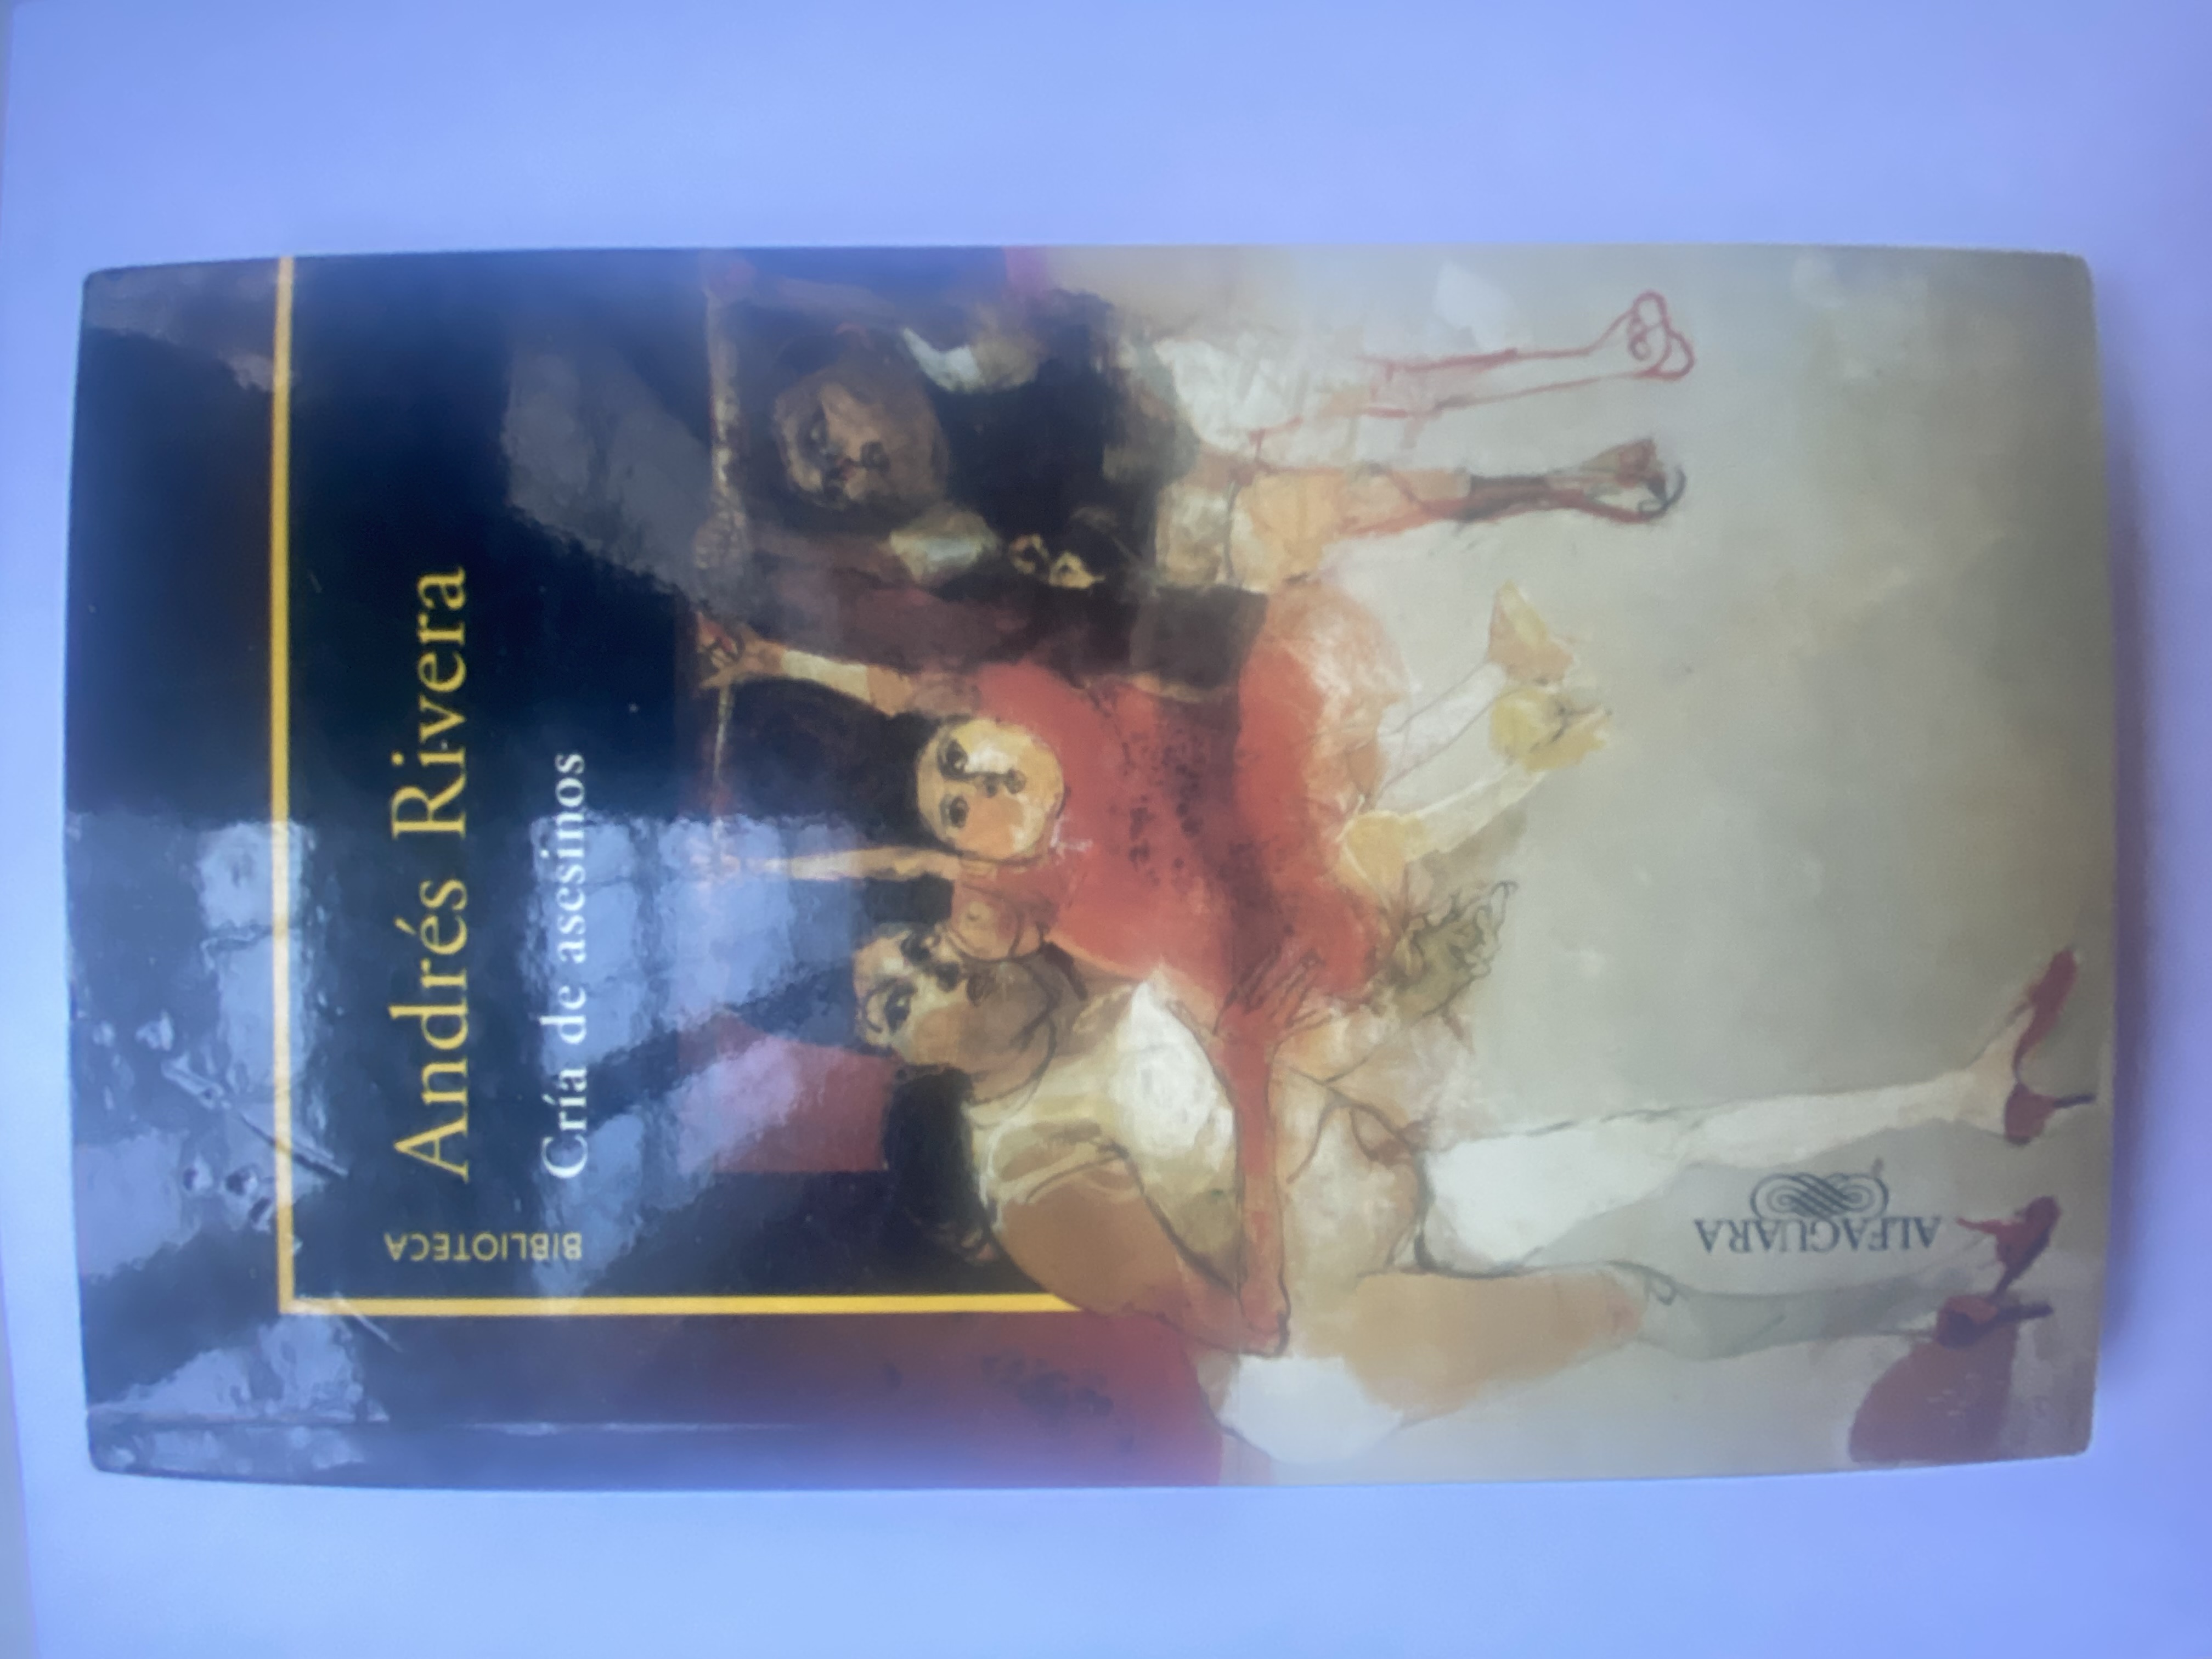 BIBLIOTECA
Andrés Rivera
Cría de asesinos
ALFAGUARA